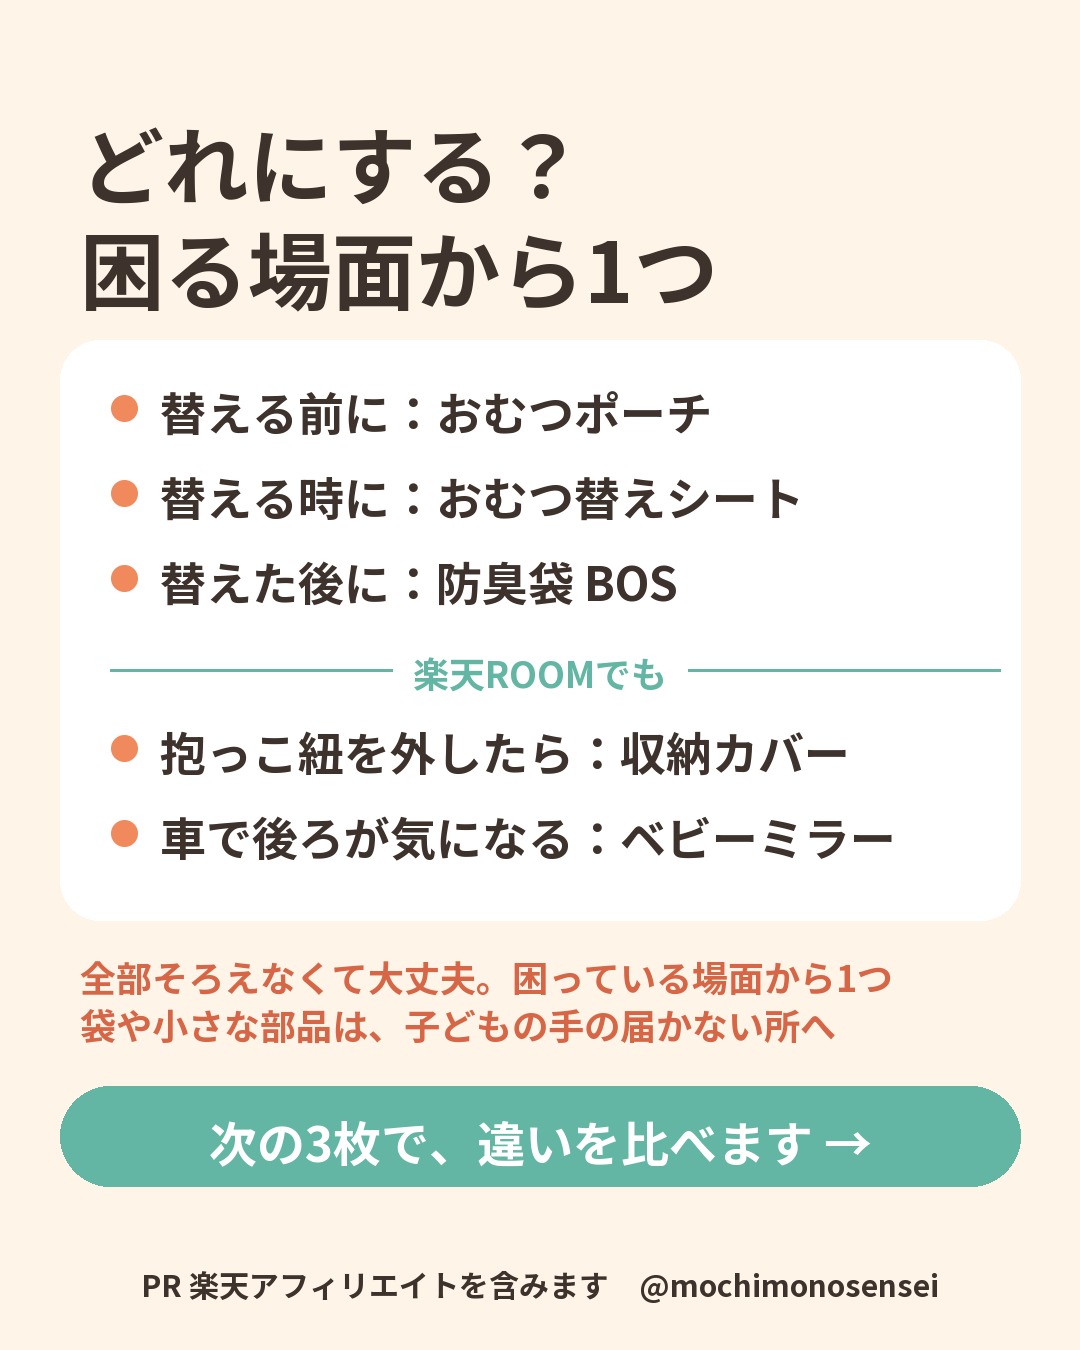 どれにする？
困る場面から1つ
替える前に：おむつポーチ
替える時に：おむつ替えシート
替えた後に：防臭袋 BOS
楽天ROOMでも
抱っこ紐を外したら：収納カバー
車で後ろが気になる：ベビーミラー
全部そろえなくて大丈夫。困っている場面から1つ
袋や小さな部品は、子どもの手の届かない所へ
次の3枚で、違いを比べます →
PR 楽天アフィリエイトを含みます　@mochimonosensei